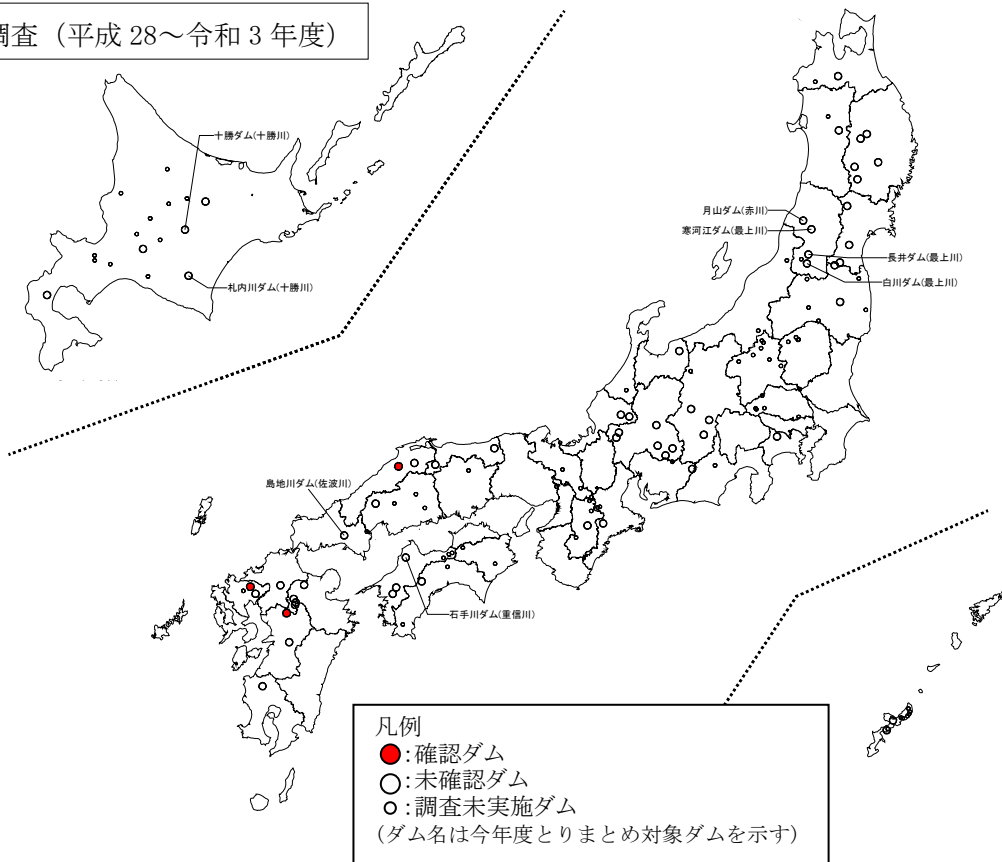 調査（平成 28～令和 3 年度）
十勝ダム(十勝川)
札内川ダム(十勝川)
月山ダム(赤川)
寒河江ダム(最上川)
長井ダム(最上川)
白川ダム(最上川)
島地川ダム(佐波川)
石手川ダム(重信川)
凡例
:確認ダム
:未確認ダム
:調査未実施ダム
(ダム名は今年度とりまとめ対象ダムを示す)